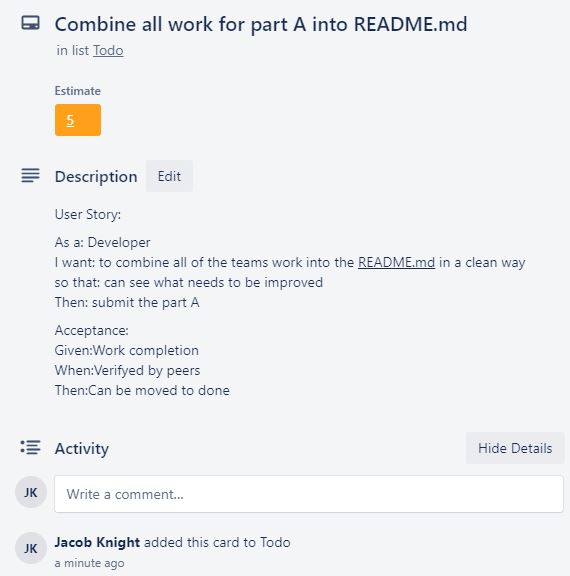 Combine all work for part A into README.md
in list Todo
Estimate
5
Description Edit
User Story:
As a: Developer
I want: to combine all of the teams work into the README.md in a clean way
so that: can see what needs to be improved
Then: submit the part A
Acceptance:
Given:Work completion
When:Verifyed by peers
Then:Can be moved to done
Activity Hide Details
JK Write a comment...
JK Jacob Knight added this card to Todo
a minute ago